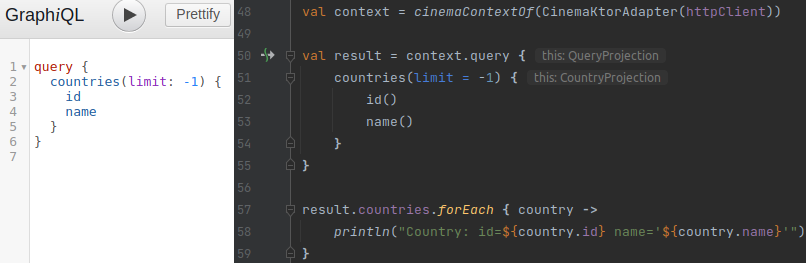 GraphiQL
Prettify
1 query {
2 countries(limit: -1) {
3 id
4 name
5 }
6 }
7
48 val context = cinemaContextOf(CinemaKtorAdapter(httpClient))
49
50 val result = context.query { this: QueryProjection
51 countries(limit = -1) { this: CountryProjection
52 id()
53 name()
54 }
55 }
56
57 result.countries.forEach { country ->
58 println("Country: id=${country.id} name='${country.name}'")
59 }